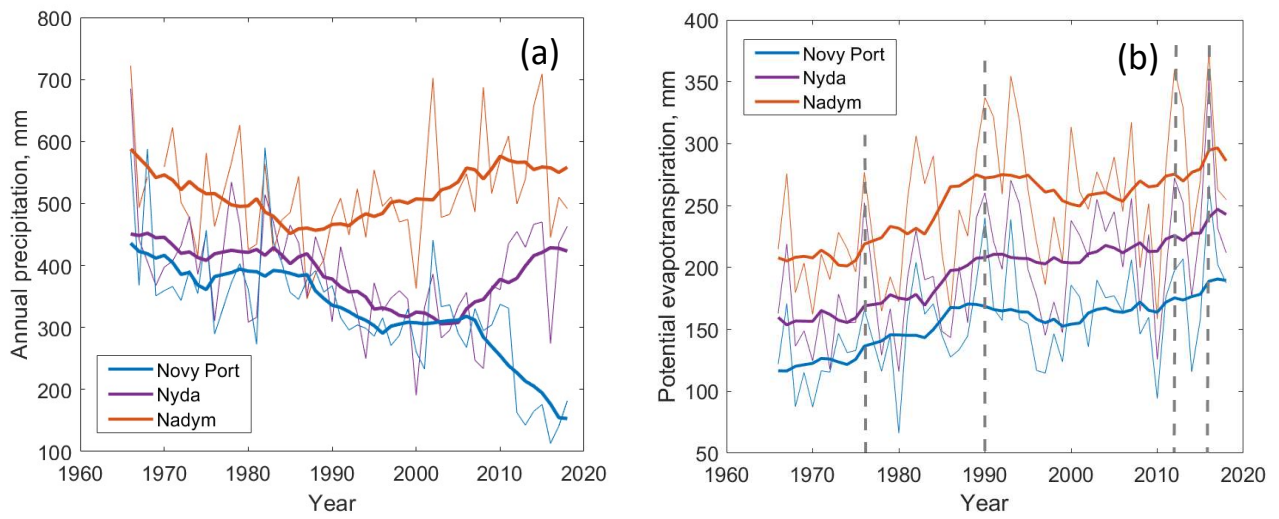 (a)
Annual precipitation, mm
800
700
600
500
400
300
200
100
Novy Port
Nyda
Nadym
1960
1970
1980
1990
2000
2010
2020
Year
(b)
Potential evapotranspiration, mm
400
350
300
250
200
150
100
50
Novy Port
Nyda
Nadym
1960
1970
1980
1990
2000
2010
2020
Year